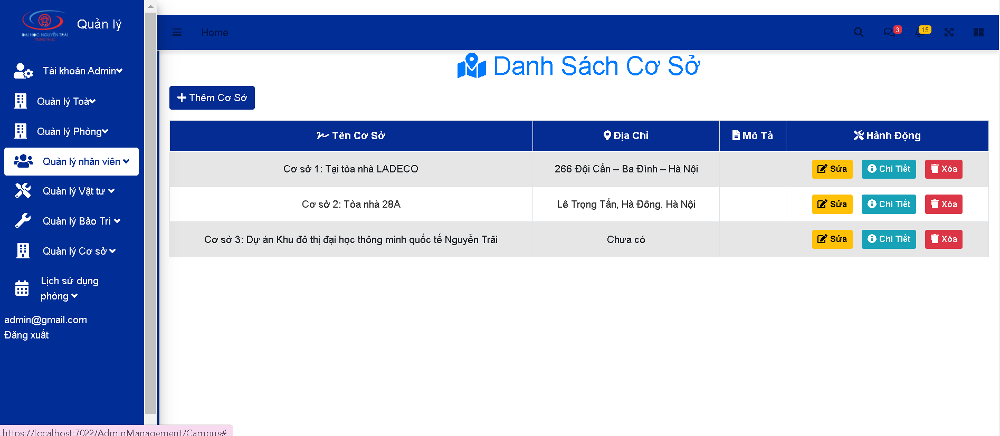 ĐẠI HỌC NGUYỄN TRÃI
TRUNG THỰC
Quản lý
Tài khoản Admin
Quản lý Toà
Quản lý Phòng
Quản lý nhân viên
Quản lý Vật tư
Quản lý Bảo Trì
Quản lý Cơ sở
Lịch sử dụng
phòng
admin@gmail.com
Đăng xuất
Home
3
15
Danh Sách Cơ Sở
Thêm Cơ Sở
Tên Cơ Sở Địa Chỉ Mô Tả Hành Động
Cơ sở 1: Tại tòa nhà LADECO 266 Đội Cấn – Ba Đình – Hà Nội Sửa Chi Tiết Xóa
Cơ sở 2: Tòa nhà 28A Lê Trọng Tấn, Hà Đông, Hà Nội Sửa Chi Tiết Xóa
Cơ sở 3: Dự án Khu đô thị đại học thông minh quốc tế Nguyễn Trãi Chưa có Sửa Chi Tiết Xóa
https://localhost:7022/AdminManagement/Campus#